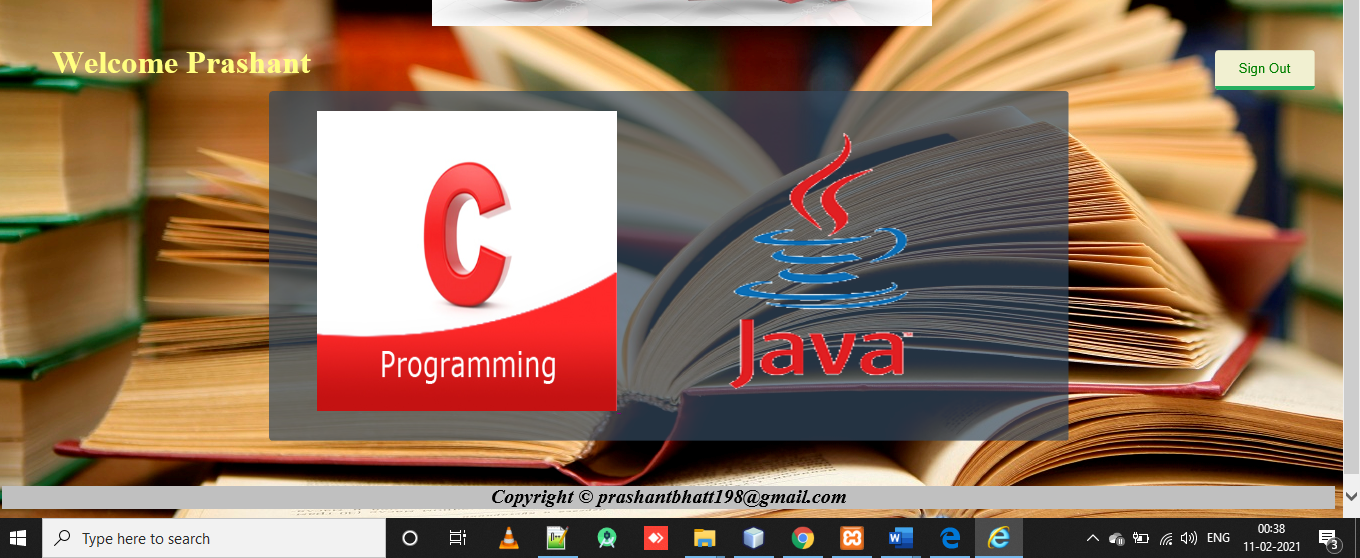 Welcome Prashant
Sign Out
C
Programming
Java™
Copyright © prashantbhatt198@gmail.com
Type here to search
ENG
00:38
11-02-2021
3